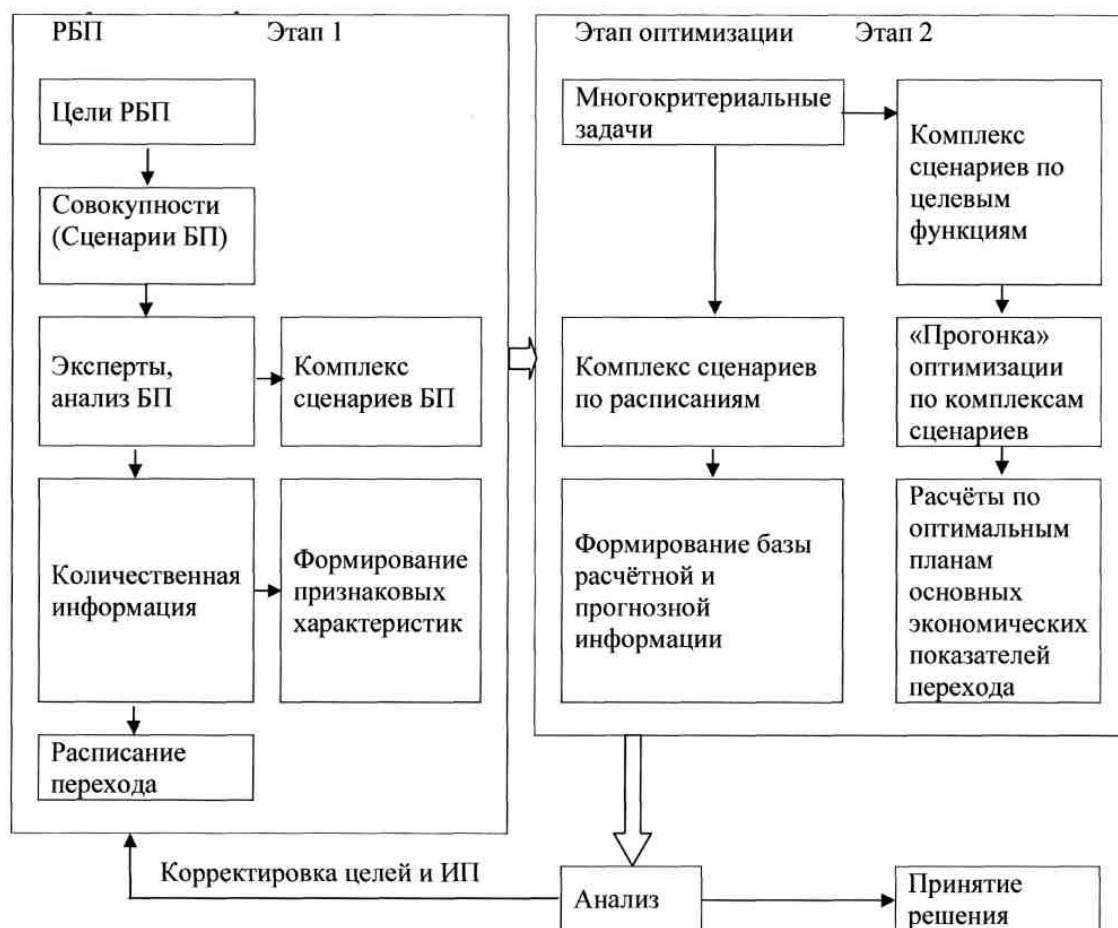 РБП Этап 1
Цели РБП
Совокупности
(Сценарии БП)
Эксперты,
анализ БП
Комплекс
сценариев БП
Количественная
информация
Формирование
признаковых
характеристик
Расписание
перехода
Этап оптимизации Этап 2
Многокритериальные
задачи
Комплекс
сценариев по
целевым
функциям
Комплекс сценариев
по расписаниям
«Прогонка»
оптимизации
по комплексам
сценариев
Формирование базы
расчётной и
прогнозной
информации
Расчёты по
оптимальным
планам
основных
экономических
показателей
перехода
Корректировка целей и ИП
Анализ
Принятие
решения